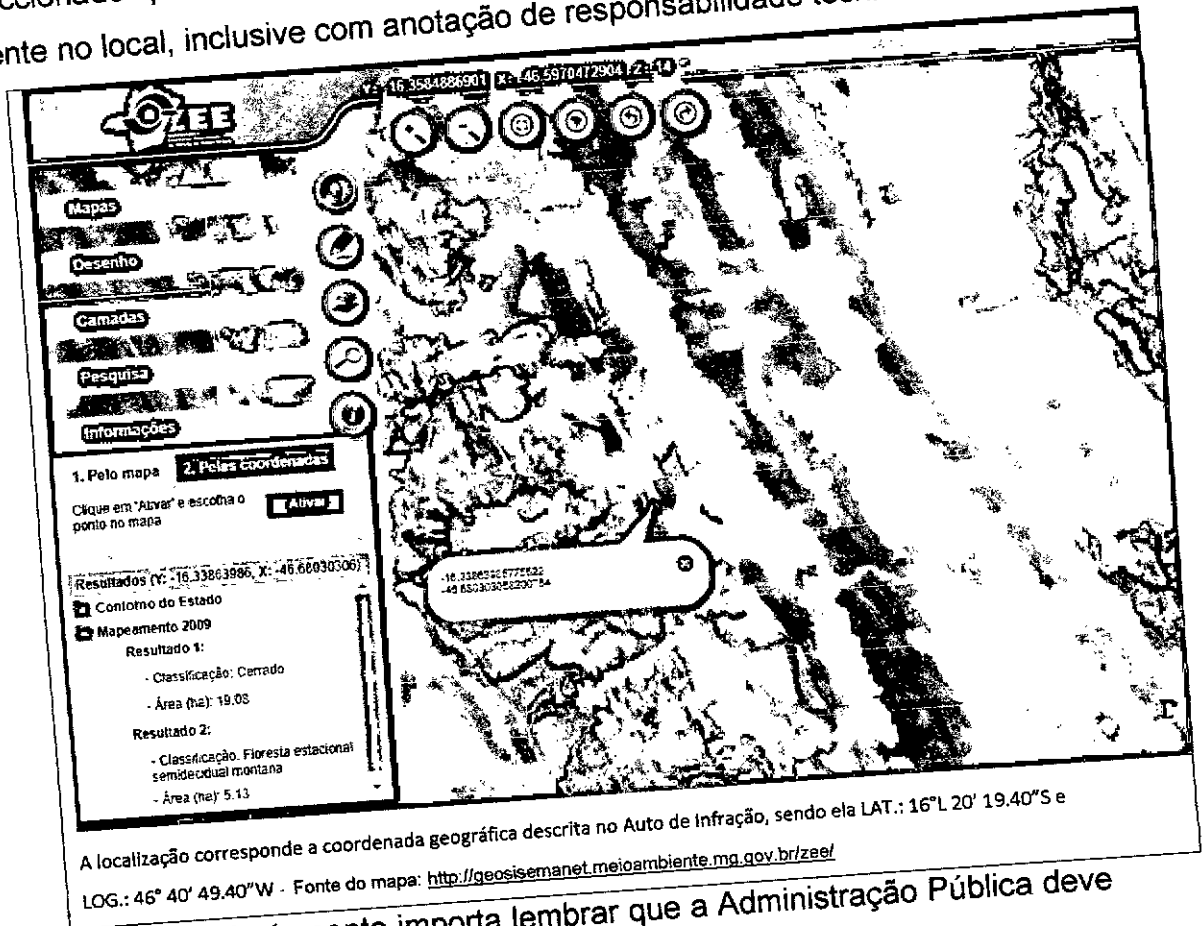 ente no local, inclusive com anotação de responsabilidade
Y: -16.3584886901 X: -46.5970472904 Z: 14
ZEE
Mapas
Desenho
Camadas
Pesquisa
Informações
1. Pelo mapa 2. Pelas coordenadas
Clique em "Ativar" e escolha o
ponto no mapa
Ativar
Resultados (Y: -16.33863986, X: -46.68030306)
Contorno do Estado
Mapeamento 2009
Resultado 1:
- Classificação: Cerrado
- Área (ha): 19.08
Resultado 2:
- Classificação: Floresta estacional
semidecidual montana
- Área (ha): 5.13
A localização corresponde a coordenada geográfica descrita no Auto de Infração, sendo ela LAT.: 16°L 20' 19.40"S e
LOG.: 46° 40' 49.40"W - Fonte do mapa: http://geosisemanet.meioambiente.mg.gov.br/zee/
importa lembrar que a Administração Pública deve